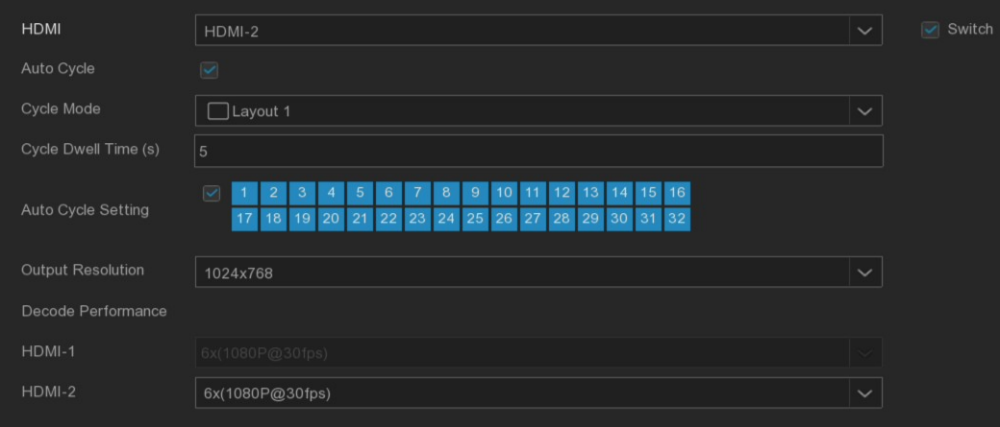 HDMI HDMI-2 Switch
Auto Cycle
Cycle Mode Layout 1
Cycle Dwell Time (s) 5
1 2 3 4 5 6 7 8 9 10 11 12 13 14 15 16
Auto Cycle Setting
17 18 19 20 21 22 23 24 25 26 27 28 29 30 31 32
Output Resolution 1024x768
Decode Performance
HDMI-1 6x(1080P@30fps)
HDMI-2 6x(1080P@30fps)